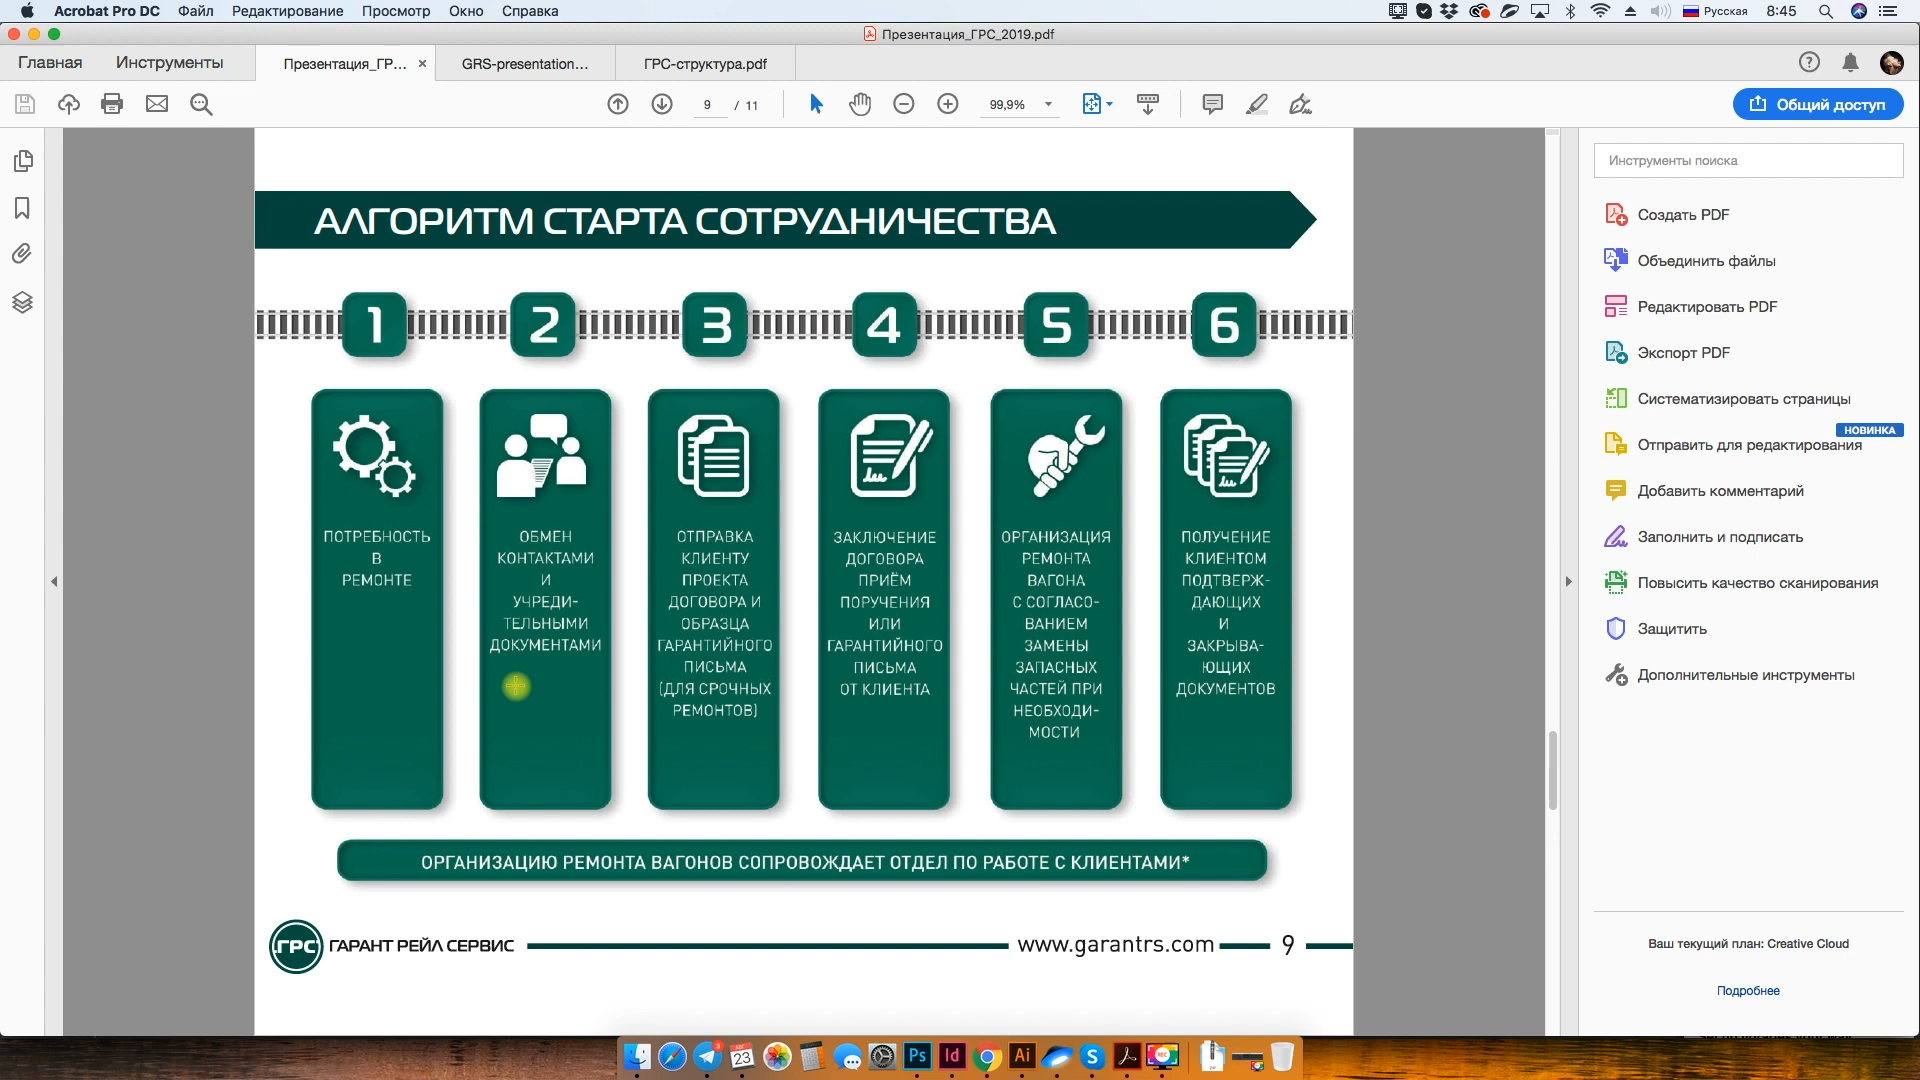 Acrobat Pro DC Файл Редактирование Просмотр Окно Справка Русская 8:45
Презентация_ГРС_2019.pdf
Главная Инструменты Презентация_ГР... × GRS-presentation... ГРС-структура.pdf
9 / 11 99,9% Общий доступ
Инструменты поиска
Создать PDF
Объединить файлы
Редактировать PDF
Экспорт PDF
Систематизировать страницы
НОВИНКА
Отправить для редактирования
Добавить комментарий
Заполнить и подписать
Повысить качество сканирования
Защитить
Дополнительные инструменты
Ваш текущий план: Creative Cloud
Подробнее
АЛГОРИТМ СТАРТА СОТРУДНИЧЕСТВА
1 2 3 4 5 6
ПОТРЕБНОСТЬ
В
РЕМОНТЕ
ОБМЕН
КОНТАКТАМИ
И
УЧРЕДИ-
ТЕЛЬНЫМИ
ДОКУМЕНТАМИ
ОТПРАВКА
КЛИЕНТУ
ПРОЕКТА
ДОГОВОРА И
ОБРАЗЦА
ГАРАНТИЙНОГО
ПИСЬМА
(ДЛЯ СРОЧНЫХ
РЕМОНТОВ)
ЗАКЛЮЧЕНИЕ
ДОГОВОРА
ПРИЁМ
ПОРУЧЕНИЯ
ИЛИ
ГАРАНТИЙНОГО
ПИСЬМА
ОТ КЛИЕНТА
ОРГАНИЗАЦИЯ
РЕМОНТА
ВАГОНА
С СОГЛАСО-
ВАНИЕМ
ЗАМЕНЫ
ЗАПАСНЫХ
ЧАСТЕЙ ПРИ
НЕОБХОДИ-
МОСТИ
ПОЛУЧЕНИЕ
КЛИЕНТОМ
ПОДТВЕРЖ-
ДАЮЩИХ
И
ЗАКРЫВА-
ЮЩИХ
ДОКУМЕНТОВ
ОРГАНИЗАЦИЮ РЕМОНТА ВАГОНОВ СОПРОВОЖДАЕТ ОТДЕЛ ПО РАБОТЕ С КЛИЕНТАМИ*
ГРС ГАРАНТ РЕЙЛ СЕРВИС www.garantrs.com 9
3 23 Ps Id Ai S REC